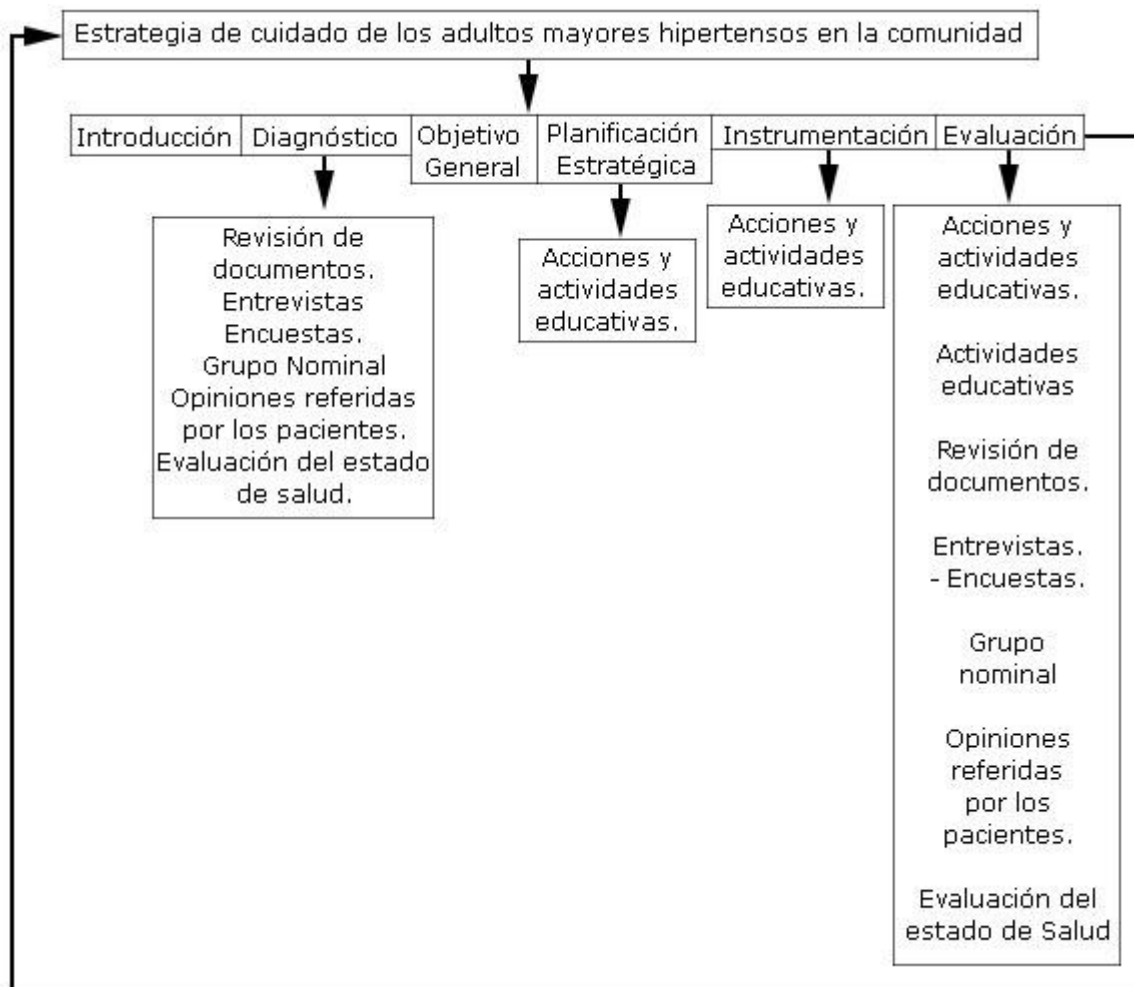 Estrategia de cuidado de los adultos mayores hipertensos en la comunidad
Introducción
Diagnóstico
Objetivo
General
Planificación
Estratégica
Instrumentación
Evaluación
Revisión de
documentos.
Entrevistas
Encuestas.
Grupo Nominal
Opiniones referidas
por los pacientes.
Evaluación del estado
de salud.
Acciones y
actividades
educativas.
Acciones y
actividades
educativas.
Acciones y
actividades
educativas.
Actividades
educativas
Revisión de
documentos.
Entrevistas.
- Encuestas.
Grupo
nominal
Opiniones
referidas
por los
pacientes.
Evaluación del
estado de Salud